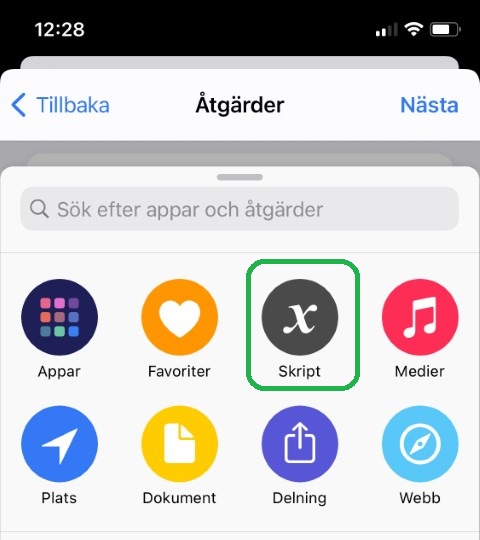 12:28
Tillbaka
Åtgärder
Nästa
Sök efter appar och åtgärder
Appar
Favoriter
x
Skript
Medier
Plats
Dokument
Delning
Webb